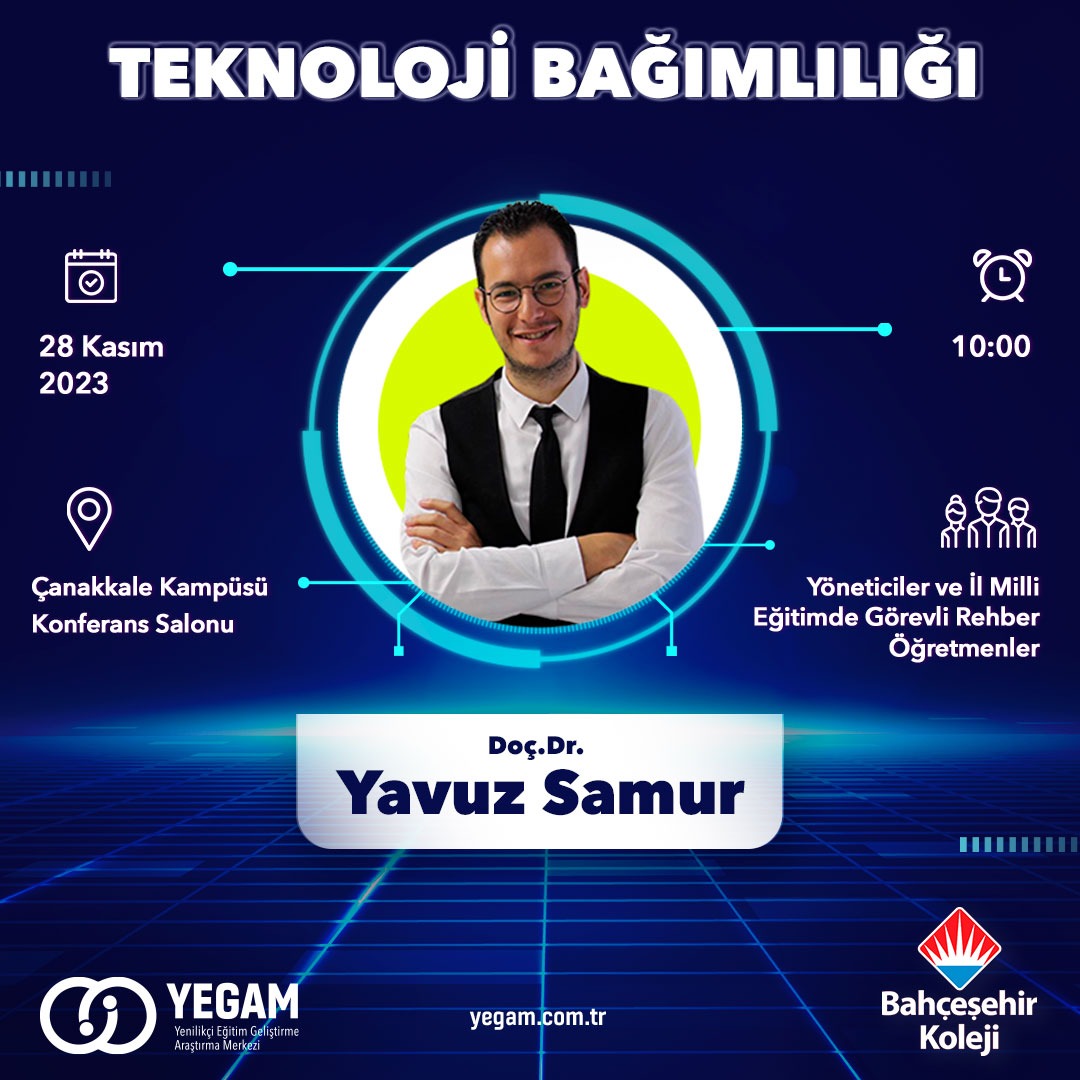 TEKNOLOJİ BAĞIMLILIĞI
28 Kasım
2023
10:00
Çanakkale Kampüsü
Konferans Salonu
Yöneticiler ve İl Milli
Eğitimde Görevli Rehber
Öğretmenler
Doç.Dr.
Yavuz Samur
YEGAM
Yenilikçi Eğitim Geliştirme
Araştırma Merkezi
yegam.com.tr
Bahçeşehir
Koleji